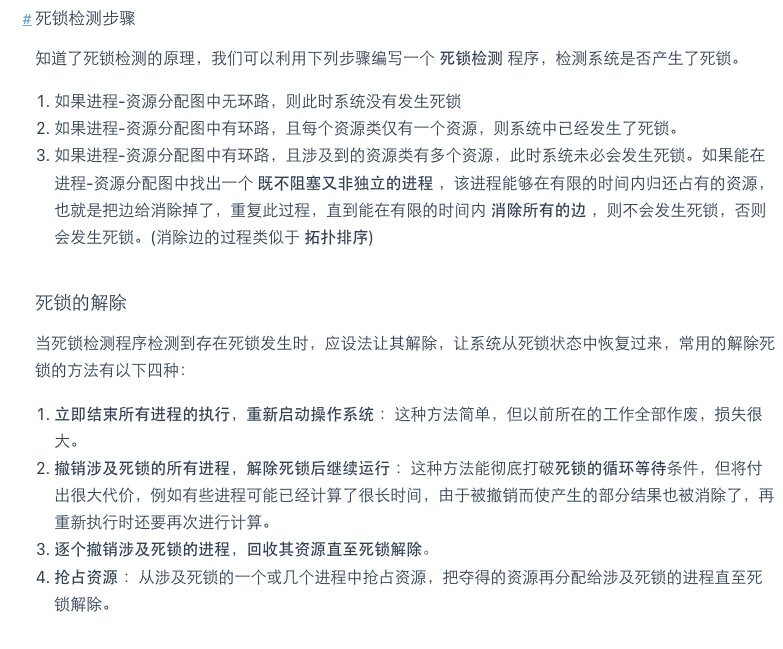 # 死锁检测步骤
知道了死锁检测的原理，我们可以利用下列步骤编写一个 死锁检测 程序，检测系统是否产生了死锁。
1. 如果进程-资源分配图中无环路，则此时系统没有发生死锁
2. 如果进程-资源分配图中有环路，且每个资源类仅有一个资源，则系统中已经发生了死锁。
3. 如果进程-资源分配图中有环路，且涉及到的资源类有多个资源，此时系统未必会发生死锁。如果能在
进程-资源分配图中找出一个 既不阻塞又非独立的进程 ，该进程能够在有限的时间内归还占有的资源，
也就是把边给消除掉了，重复此过程，直到能在有限的时间内 消除所有的边 ，则不会发生死锁，否则
会发生死锁。(消除边的过程类似于 拓扑排序)
死锁的解除
当死锁检测程序检测到存在死锁发生时，应设法让其解除，让系统从死锁状态中恢复过来，常用的解除死
锁的方法有以下四种：
1. 立即结束所有进程的执行，重新启动操作系统 ：这种方法简单，但以前所在的工作全部作废，损失很
大。
2. 撤销涉及死锁的所有进程，解除死锁后继续运行 ：这种方法能彻底打破死锁的循环等待条件，但将付
出很大代价，例如有些进程可能已经计算了很长时间，由于被撤销而使产生的部分结果也被消除了，再
重新执行时还要再次进行计算。
3. 逐个撤销涉及死锁的进程，回收其资源直至死锁解除。
4. 抢占资源 ：从涉及死锁的一个或几个进程中抢占资源，把夺得的资源再分配给涉及死锁的进程直至死
锁解除。